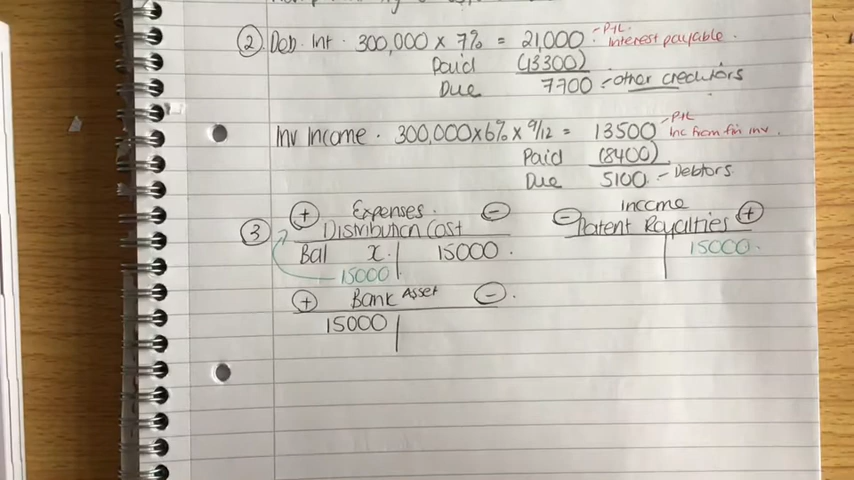 ② Deb. Int. 300,000 x 7% = 21,000 - P+L Interest payable.
Paid (13300)
Due 7700 - other creditors
Inv Income. 300,000x6% x 9/12 = 13500 - P+L Inc from fin inv.
Paid (8400)
Due 5100 - Debtors
+ Expenses. - Income
③ Distribution Cost - Patent Royalties +
Bal x. 15000. 15000.
15000
+ Bank Asset -.
15000